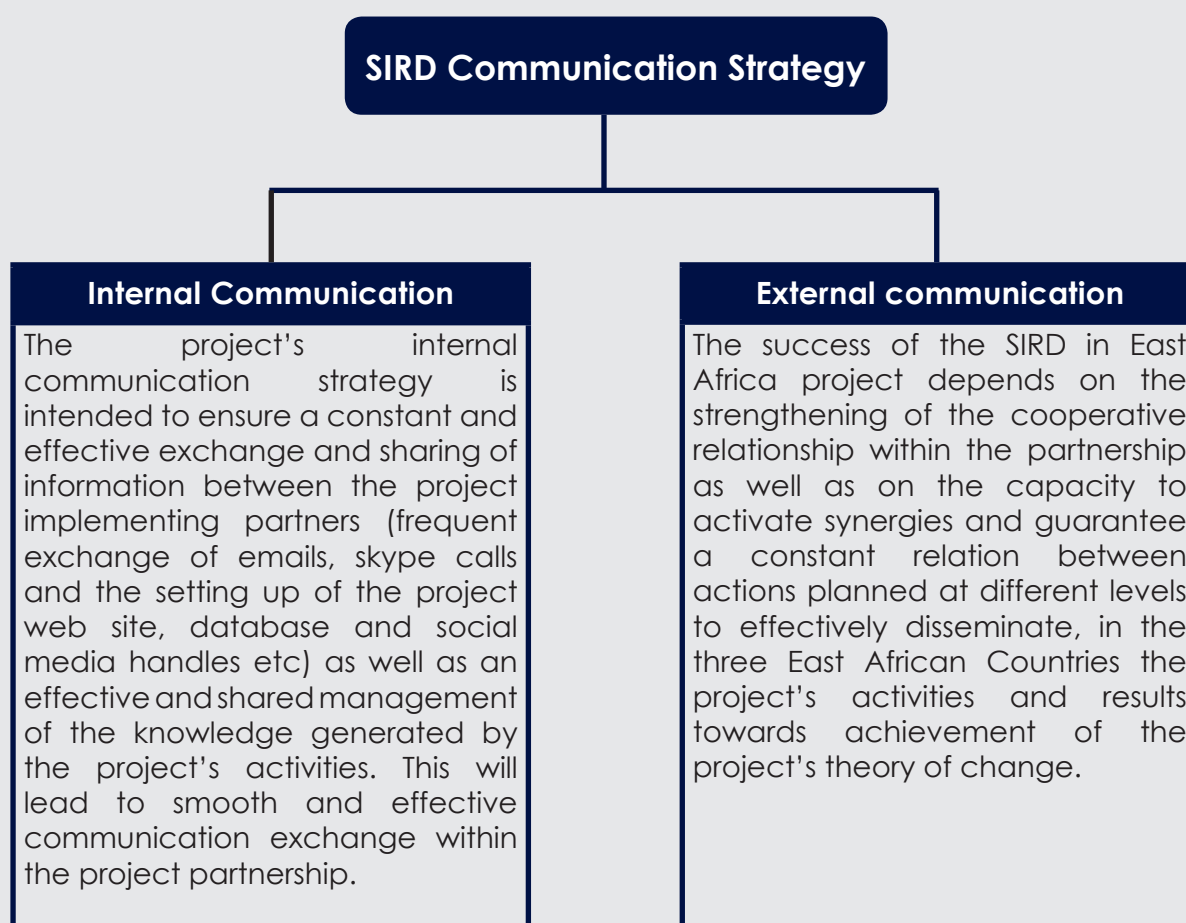 SIRD Communication Strategy
Internal Communication
The project's internal
communication strategy is
intended to ensure a constant and
effective exchange and sharing of
information between the project
implementing partners (frequent
exchange of emails, skype calls
and the setting up of the project
web site, database and social
media handles etc) as well as an
effective and shared management
of the knowledge generated by
the project's activities. This will
lead to smooth and effective
communication exchange within
the project partnership.
External communication
The success of the SIRD in East
Africa project depends on the
strengthening of the cooperative
relationship within the partnership
as well as on the capacity to
activate synergies and guarantee
a constant relation between
actions planned at different levels
to effectively disseminate, in the
three East African Countries the
project's activities and results
towards achievement of the
project's theory of change.